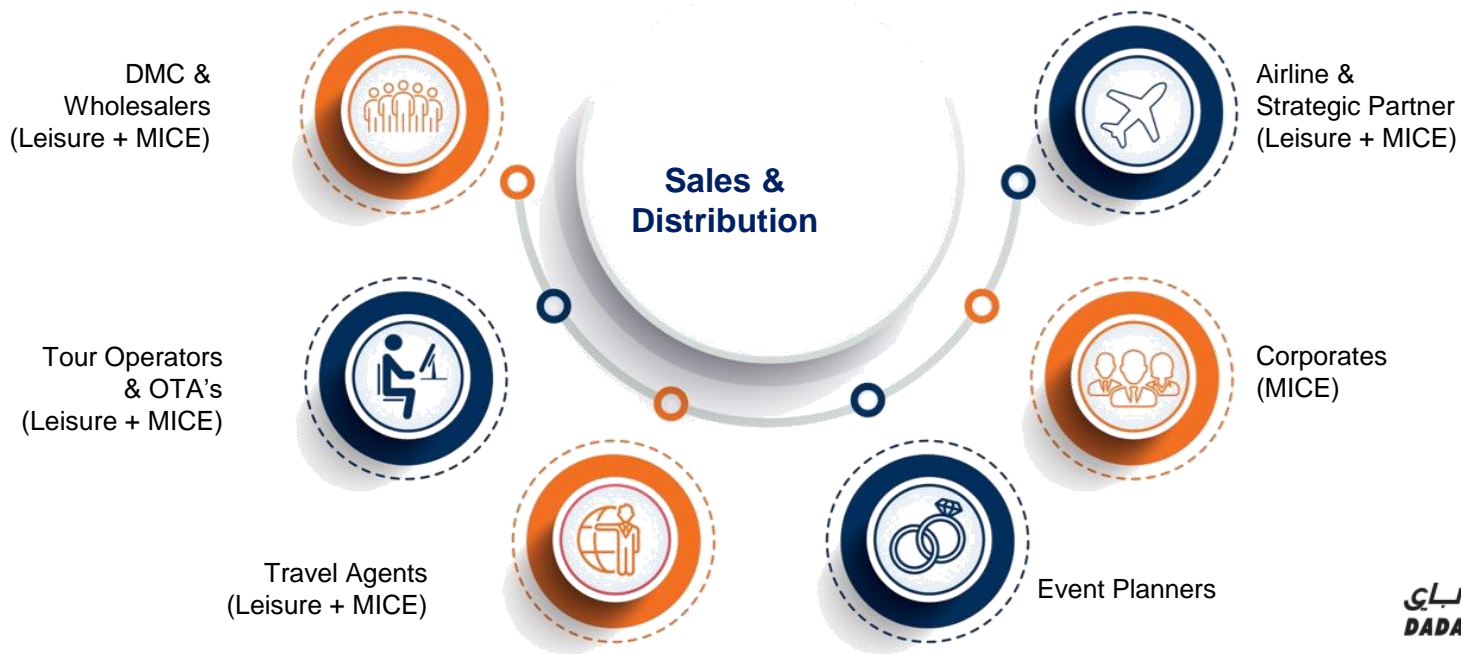 Sales &
Distribution
DMC &
Wholesalers
(Leisure + MICE)
Tour Operators
& OTA's
(Leisure + MICE)
Travel Agents
(Leisure + MICE)
Event Planners
Corporates
(MICE)
Airline &
Strategic Partner
(Leisure + MICE)
DADA